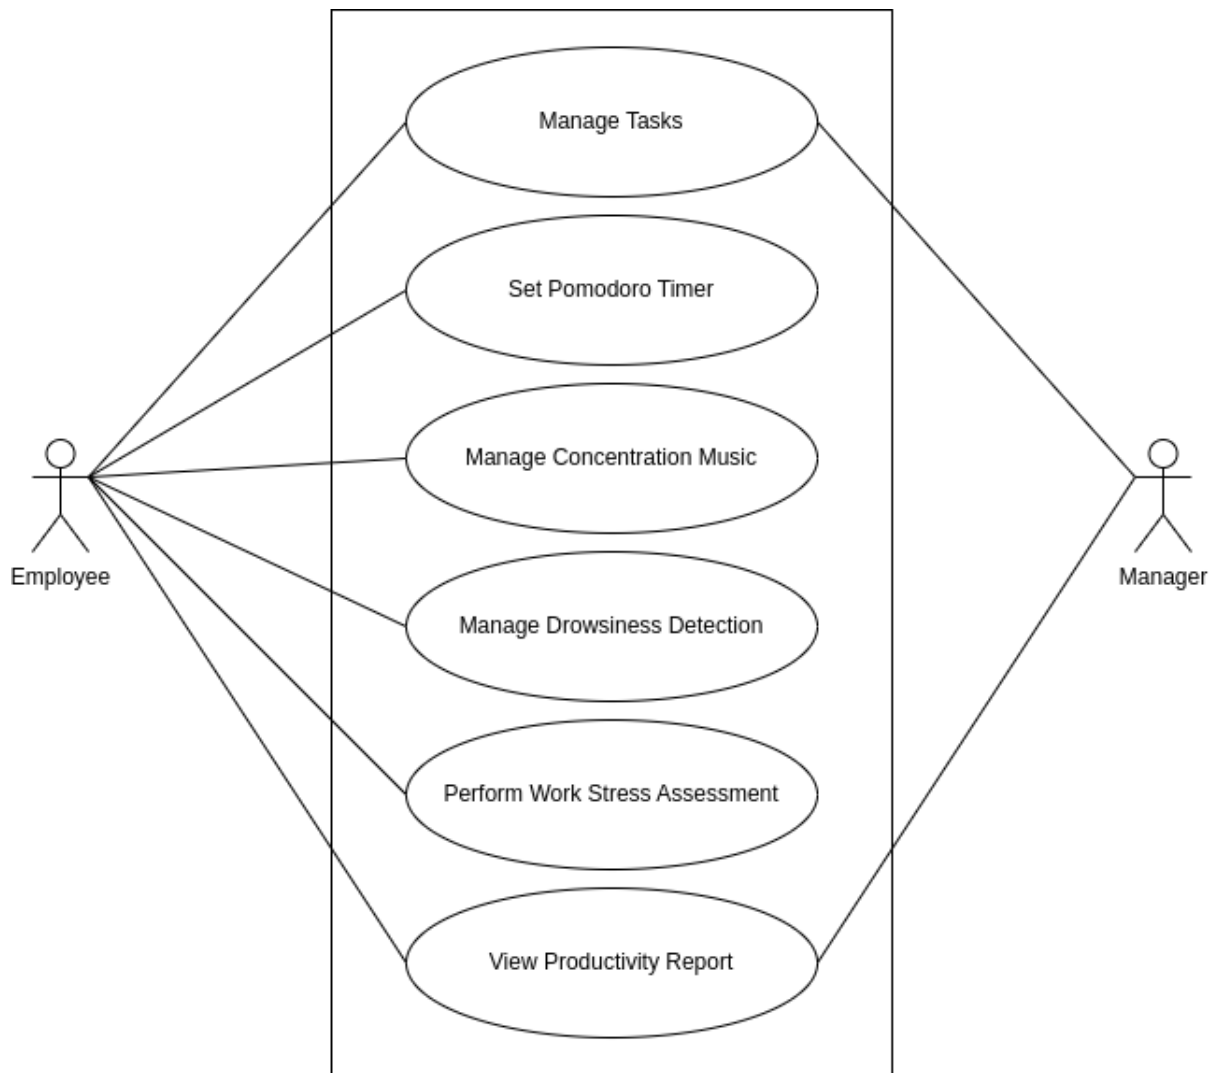 Manage Tasks
Set Pomodoro Timer
Manage Concentration Music
Employee
Manager
Manage Drowsiness Detection
Perform Work Stress Assessment
View Productivity Report